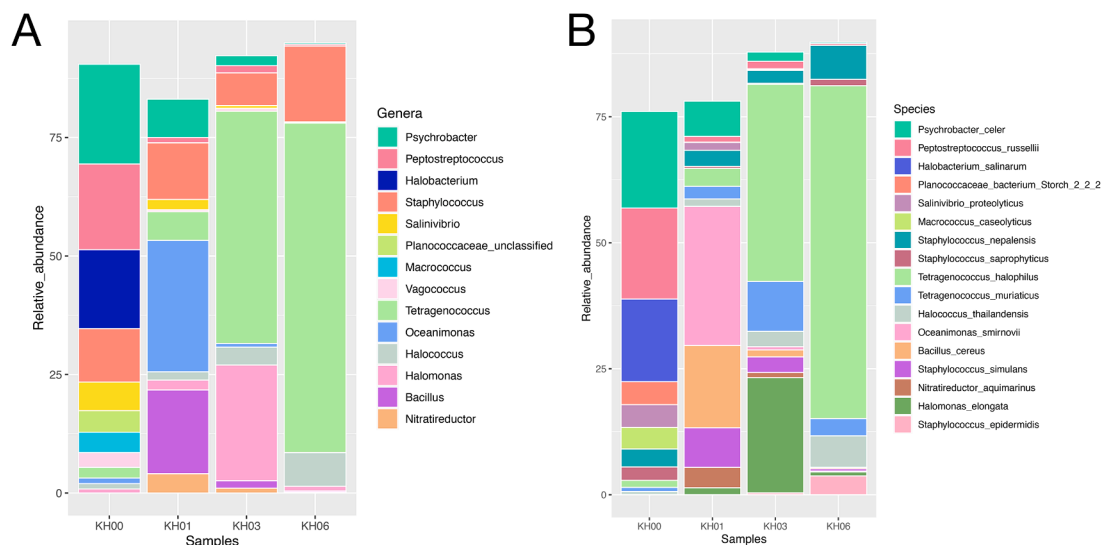 A
Relative_abundance
75
50
25
0
KH00 KH01 KH03 KH06
Samples
Genera
Psychrobacter
Peptostreptococcus
Halobacterium
Staphylococcus
Salinivibrio
Planococcaceae_unclassified
Macrococcus
Vagococcus
Tetragenococcus
Oceanimonas
Halococcus
Halomonas
Bacillus
Nitratireductor
B
Relative_abundance
75
50
25
0
KH00 KH01 KH03 KH06
Samples
Species
Psychrobacter_celer
Peptostreptococcus_russellii
Halobacterium_salinarum
Planococcaceae_bacterium_Storch_2_2_2
Salinivibrio_proteolyticus
Macrococcus_caseolyticus
Staphylococcus_nepalensis
Staphylococcus_saprophyticus
Tetragenococcus_halophilus
Tetragenococcus_muriaticus
Halococcus_thailandensis
Oceanimonas_smirnovii
Bacillus_cereus
Staphylococcus_simulans
Nitratireductor_aquimarinus
Halomonas_elongata
Staphylococcus_epidermidis